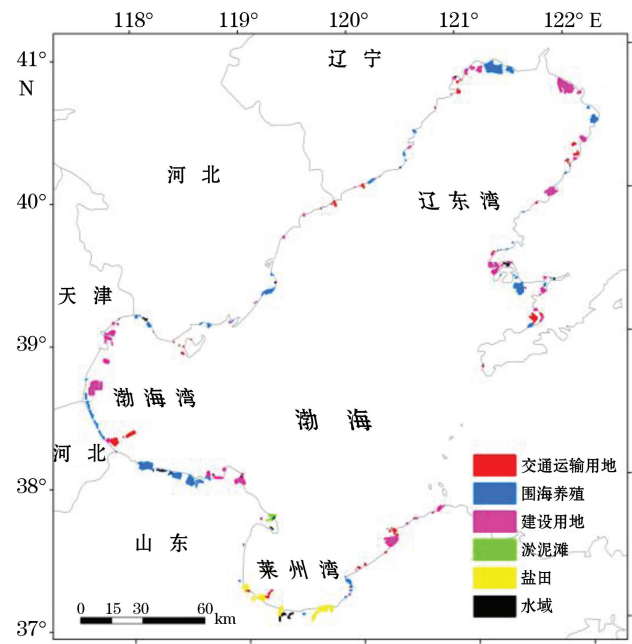 118° 119° 120° 121° 122° E
41°
N
辽 宁
河 北
40°
辽 东 湾
天 津
39°
渤 海 湾
渤 海
河 北
38°
山 东
莱 州 湾
37°
0 15 30 60
km
交通运输用地
围海养殖
建设用地
淤泥滩
盐田
水域